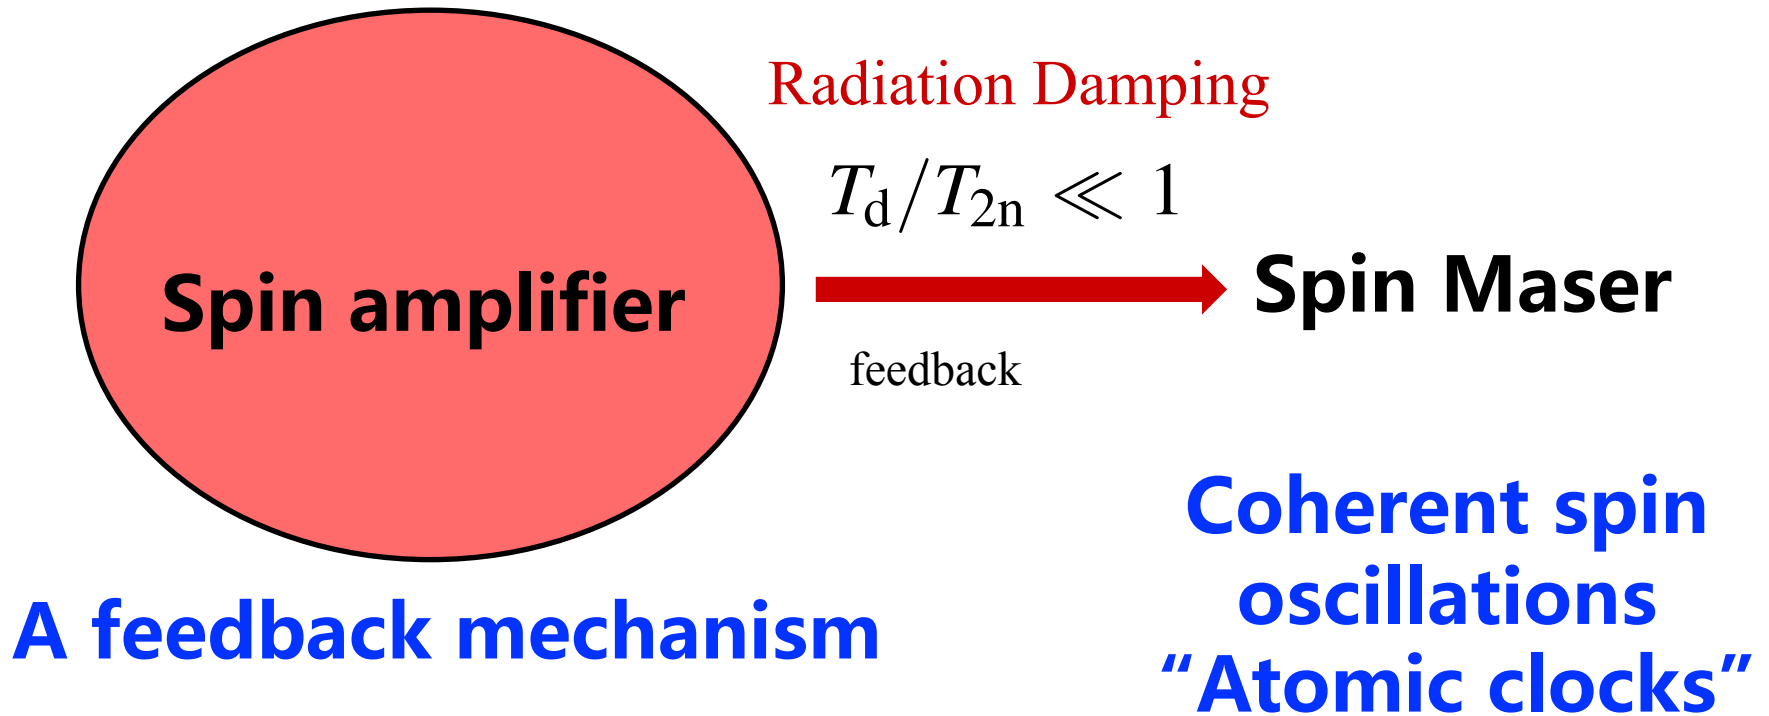 Radiation Damping
T_d/T_2n ≪ 1
Spin amplifier
Spin Maser
feedback
A feedback mechanism
Coherent spin
oscillations
“Atomic clocks”